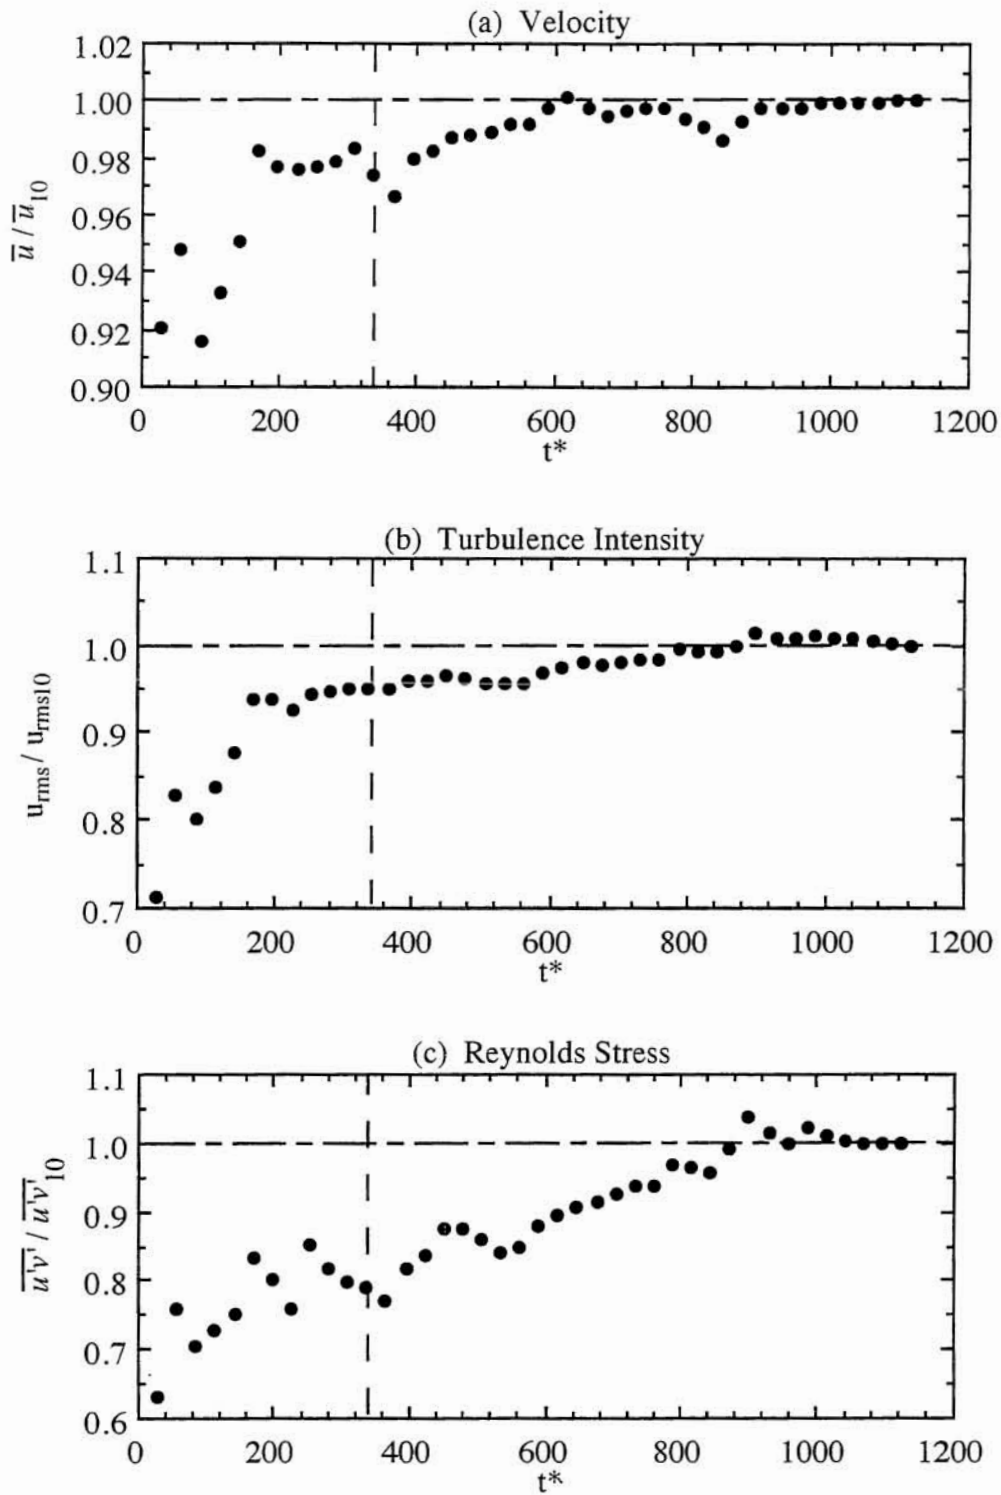 (a) Velocity
1.02
1.00
0.98
0.96
0.94
0.92
0.90
u̅ / u̅10
0 200 400 600 800 1000 1200
t*
(b) Turbulence Intensity
1.1
1.0
0.9
0.8
0.7
urms / urms10
0 200 400 600 800 1000 1200
t*
(c) Reynolds Stress
1.1
1.0
0.9
0.8
0.7
0.6
u'v' / u'v'10
0 200 400 600 800 1000 1200
t*